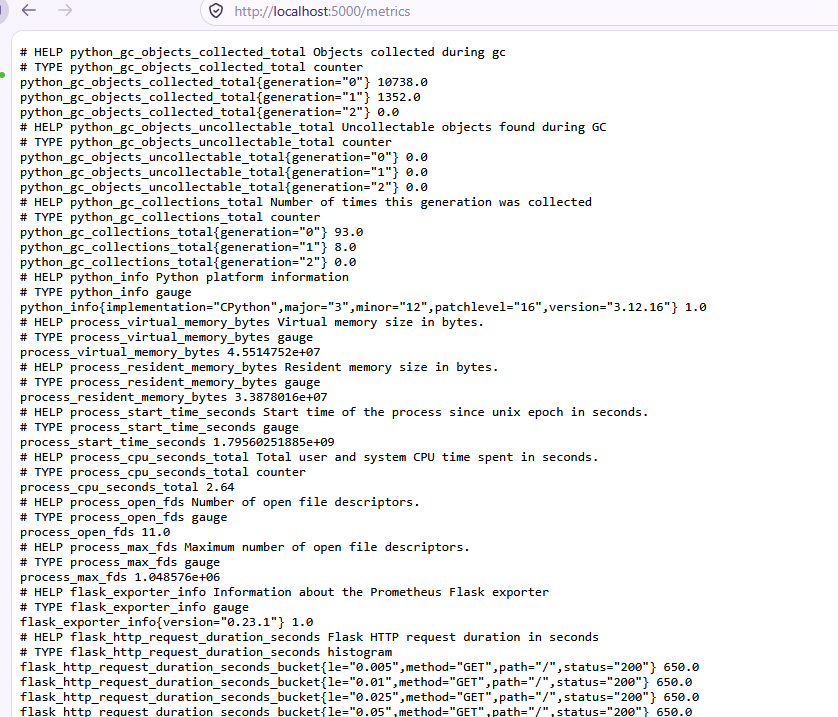 http://localhost:5000/metrics
# HELP python_gc_objects_collected_total Objects collected during gc
# TYPE python_gc_objects_collected_total counter
python_gc_objects_collected_total{generation="0"} 10738.0
python_gc_objects_collected_total{generation="1"} 1352.0
python_gc_objects_collected_total{generation="2"} 0.0
# HELP python_gc_objects_uncollectable_total Uncollectable objects found during GC
# TYPE python_gc_objects_uncollectable_total counter
python_gc_objects_uncollectable_total{generation="0"} 0.0
python_gc_objects_uncollectable_total{generation="1"} 0.0
python_gc_objects_uncollectable_total{generation="2"} 0.0
# HELP python_gc_collections_total Number of times this generation was collected
# TYPE python_gc_collections_total counter
python_gc_collections_total{generation="0"} 93.0
python_gc_collections_total{generation="1"} 8.0
python_gc_collections_total{generation="2"} 0.0
# HELP python_info Python platform information
# TYPE python_info gauge
python_info{implementation="CPython",major="3",minor="12",patchlevel="16",version="3.12.16"} 1.0
# HELP process_virtual_memory_bytes Virtual memory size in bytes.
# TYPE process_virtual_memory_bytes gauge
process_virtual_memory_bytes 4.5514752e+07
# HELP process_resident_memory_bytes Resident memory size in bytes.
# TYPE process_resident_memory_bytes gauge
process_resident_memory_bytes 3.3878016e+07
# HELP process_start_time_seconds Start time of the process since unix epoch in seconds.
# TYPE process_start_time_seconds gauge
process_start_time_seconds 1.79560251885e+09
# HELP process_cpu_seconds_total Total user and system CPU time spent in seconds.
# TYPE process_cpu_seconds_total counter
process_cpu_seconds_total 2.64
# HELP process_open_fds Number of open file descriptors.
# TYPE process_open_fds gauge
process_open_fds 11.0
# HELP process_max_fds Maximum number of open file descriptors.
# TYPE process_max_fds gauge
process_max_fds 1.048576e+06
# HELP flask_exporter_info Information about the Prometheus Flask exporter
# TYPE flask_exporter_info gauge
flask_exporter_info{version="0.23.1"} 1.0
# HELP flask_http_request_duration_seconds Flask HTTP request duration in seconds
# TYPE flask_http_request_duration_seconds histogram
flask_http_request_duration_seconds_bucket{le="0.005",method="GET",path="/",status="200"} 650.0
flask_http_request_duration_seconds_bucket{le="0.01",method="GET",path="/",status="200"} 650.0
flask_http_request_duration_seconds_bucket{le="0.025",method="GET",path="/",status="200"} 650.0
flask_http_request_duration_seconds_bucket{le="0.05",method="GET",path="/",status="200"} 650.0